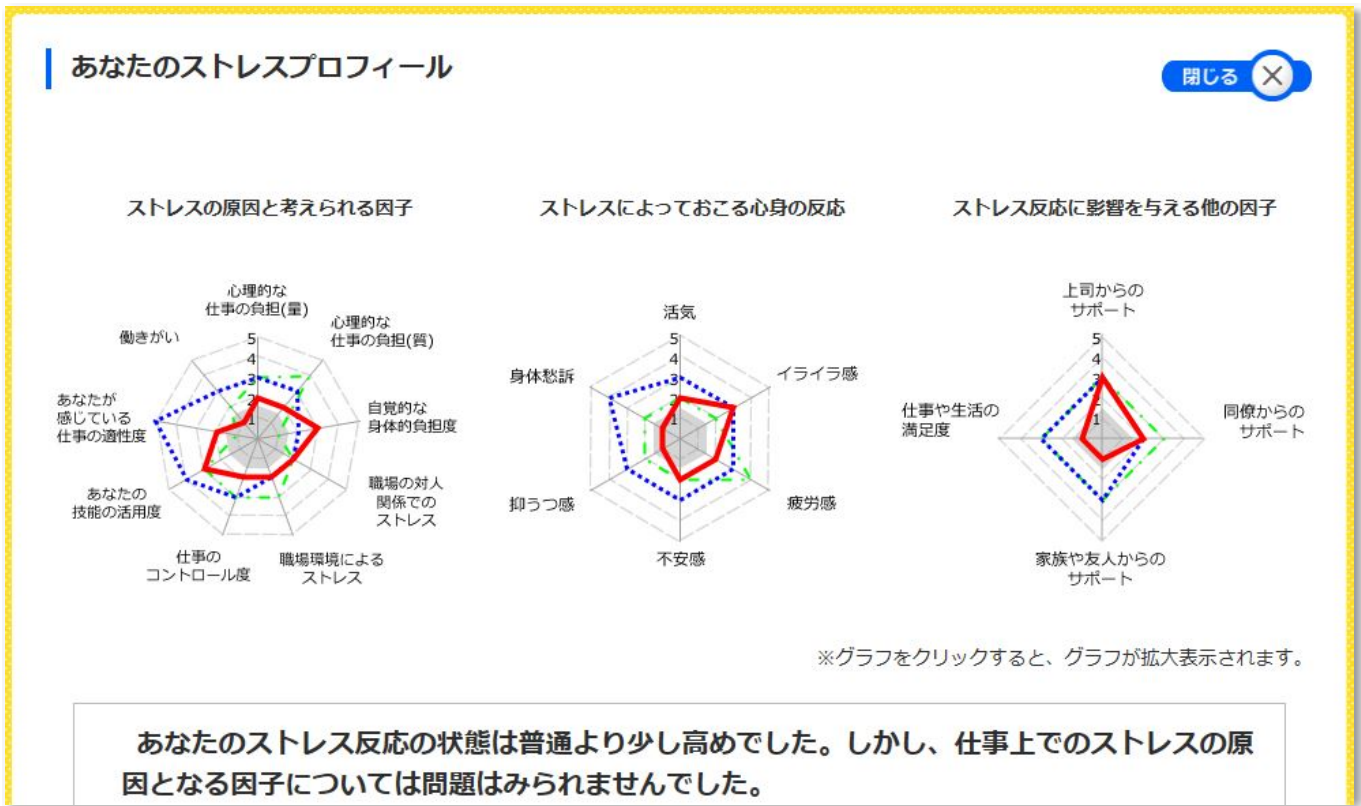 あなたのストレスプロフィール
閉じる
ストレスの原因と考えられる因子
心理的な
仕事の負担(量)
心理的な
仕事の負担(質)
自覚的な
身体的負担度
職場の対人
関係での
ストレス
職場環境による
ストレス
仕事の
コントロール度
あなたの
技能の活用度
あなたが
感じている
仕事の適性度
働きがい
5
4
3
2
1
ストレスによっておこる心身の反応
活気
イライラ感
疲労感
不安感
抑うつ感
身体愁訴
5
4
3
2
1
ストレス反応に影響を与える他の因子
上司からの
サポート
同僚からの
サポート
家族や友人からの
サポート
仕事や生活の
満足度
5
4
3
2
1
※グラフをクリックすると、グラフが拡大表示されます。
あなたのストレス反応の状態は普通より少し高めでした。しかし、仕事上でのストレスの原
因となる因子については問題はみられませんでした。